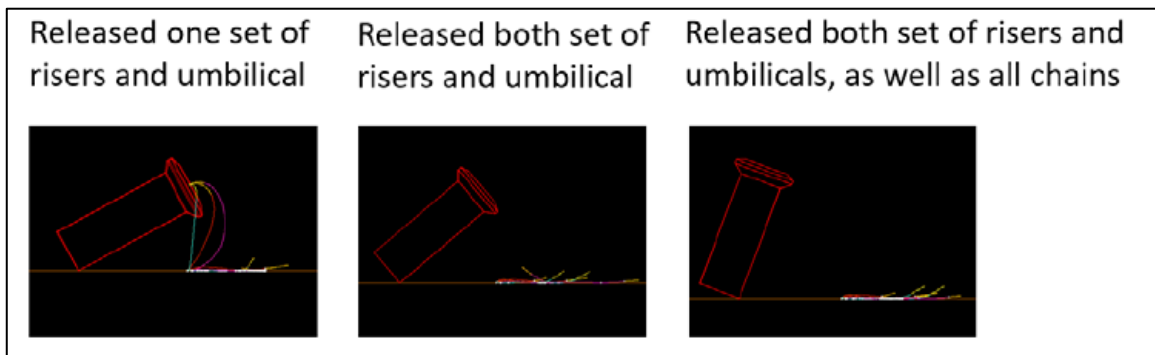 Released one set of
risers and umbilical
Released both set of
risers and umbilical
Released both set of risers and
umbilicals, as well as all chains